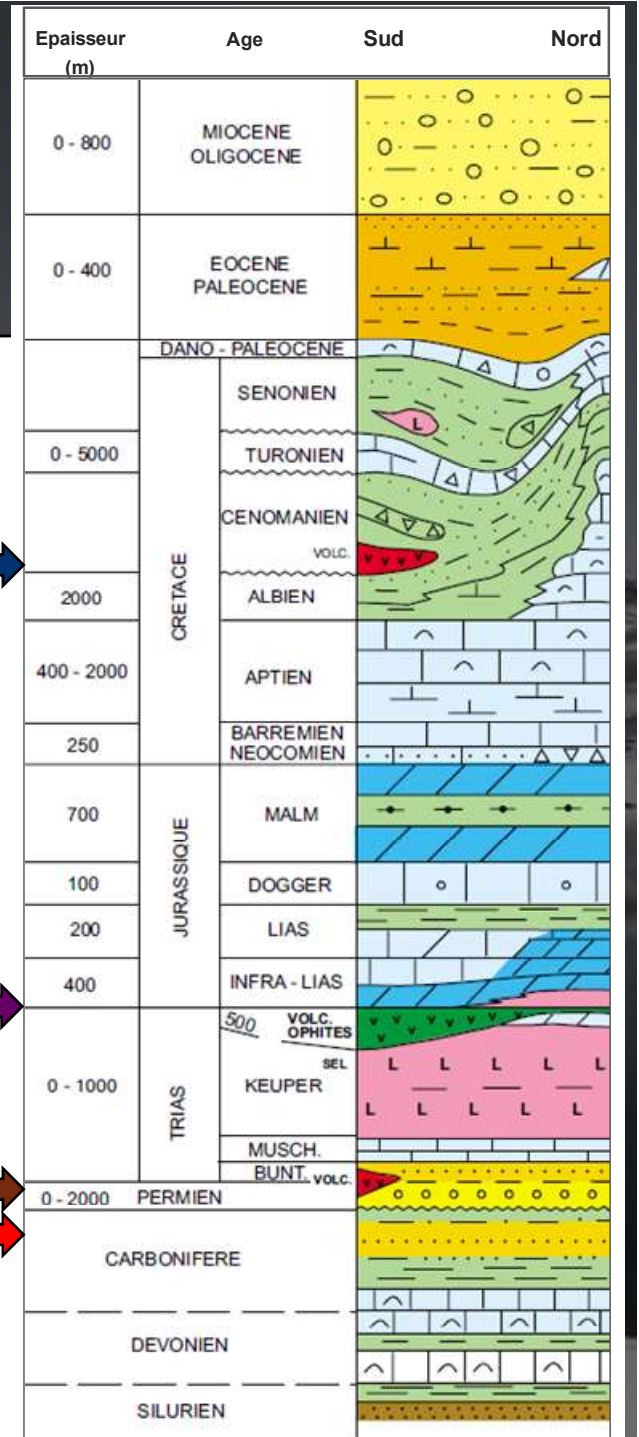 Epaisseur
(m)
Age
Sud
Nord
0 - 800
MIOCENE
OLIGOCENE
0 - 400
EOCENE
PALEOCENE
DANO - PALEOCENE
CRETACE
SENONIEN
L
0 - 5000
TURONIEN
CENOMANIEN
VOLC.
v v v v
2000
ALBIEN
400 - 2000
APTIEN
250
BARREMIEN
NEOCOMIEN
JURASSIQUE
700
MALM
100
DOGGER
200
LIAS
400
INFRA - LIAS
TRIAS
500
VOLC.
OPHITES
v v v v
v v
v
0 - 1000
SEL
KEUPER
L L L L L
L L L L L
MUSCH.
BUNT. VOLC.
v v
0 - 2000
PERMIEN
CARBONIFERE
DEVONIEN
SILURIEN